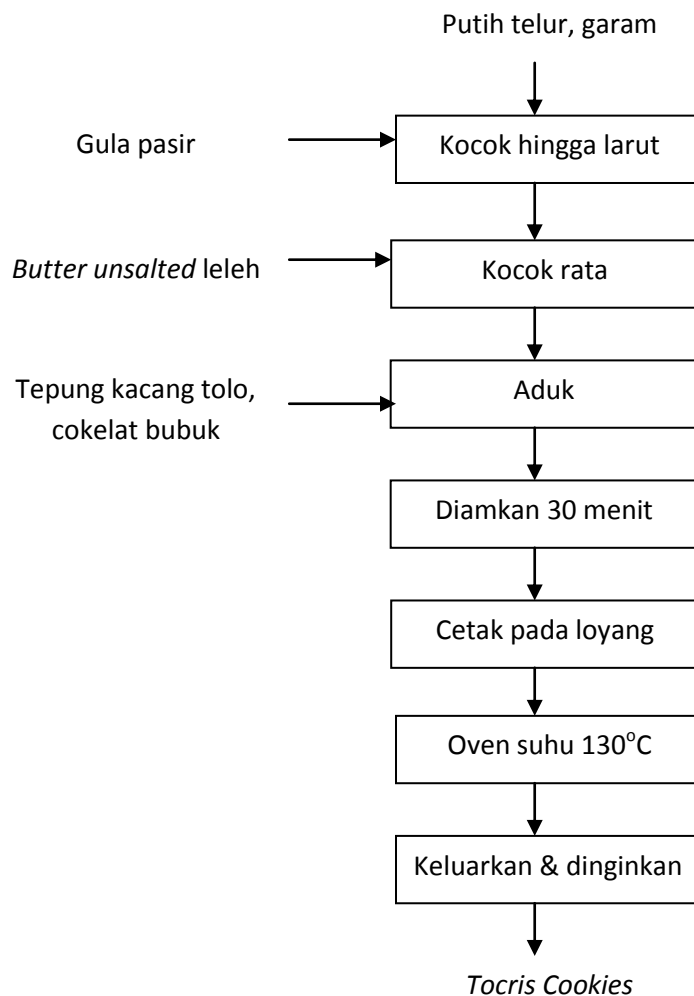 Putih telur, garam
Gula pasir
Kocok hingga larut
Butter unsalted leleh
Kocok rata
Tepung kacang tolo,
cokelat bubuk
Aduk
Diamkan 30 menit
Cetak pada loyang
Oven suhu 130°C
Keluarkan & dinginkan
Tocris Cookies